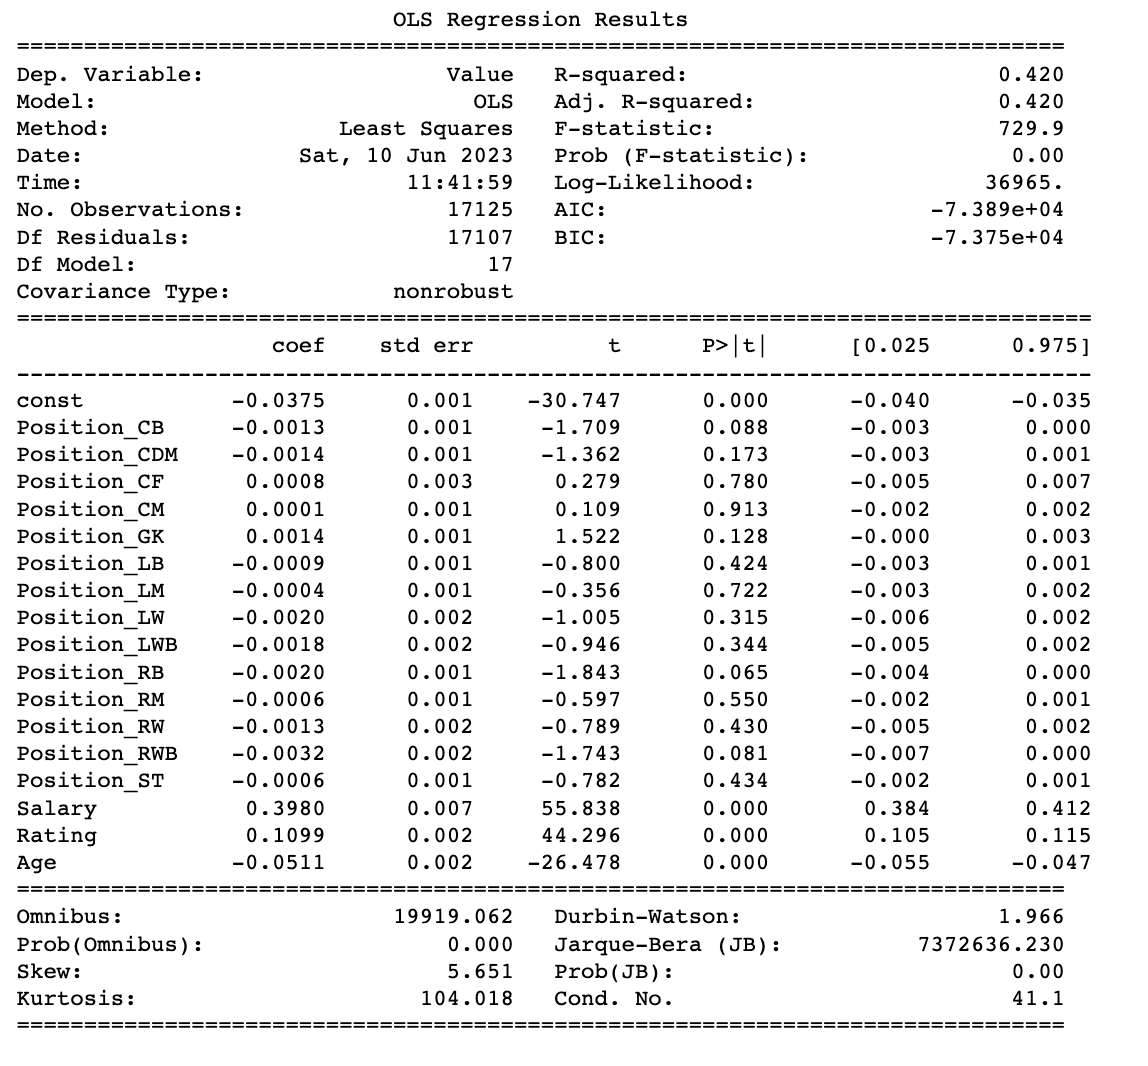 OLS Regression Results
==============================================================================
Dep. Variable: Value R-squared: 0.420
Model: OLS Adj. R-squared: 0.420
Method: Least Squares F-statistic: 729.9
Date: Sat, 10 Jun 2023 Prob (F-statistic): 0.00
Time: 11:41:59 Log-Likelihood: 36965.
No. Observations: 17125 AIC: -7.389e+04
Df Residuals: 17107 BIC: -7.375e+04
Df Model: 17
Covariance Type: nonrobust
================================================================================
coef std err t P>|t| [0.025 0.975]
--------------------------------------------------------------------------------
const -0.0375 0.001 -30.747 0.000 -0.040 -0.035
Position_CB -0.0013 0.001 -1.709 0.088 -0.003 0.000
Position_CDM -0.0014 0.001 -1.362 0.173 -0.003 0.001
Position_CF 0.0008 0.003 0.279 0.780 -0.005 0.007
Position_CM 0.0001 0.001 0.109 0.913 -0.002 0.002
Position_GK 0.0014 0.001 1.522 0.128 -0.000 0.003
Position_LB -0.0009 0.001 -0.800 0.424 -0.003 0.001
Position_LM -0.0004 0.001 -0.356 0.722 -0.003 0.002
Position_LW -0.0020 0.002 -1.005 0.315 -0.006 0.002
Position_LWB -0.0018 0.002 -0.946 0.344 -0.005 0.002
Position_RB -0.0020 0.001 -1.843 0.065 -0.004 0.000
Position_RM -0.0006 0.001 -0.597 0.550 -0.002 0.001
Position_RW -0.0013 0.002 -0.789 0.430 -0.005 0.002
Position_RWB -0.0032 0.002 -1.743 0.081 -0.007 0.000
Position_ST -0.0006 0.001 -0.782 0.434 -0.002 0.001
Salary 0.3980 0.007 55.838 0.000 0.384 0.412
Rating 0.1099 0.002 44.296 0.000 0.105 0.115
Age -0.0511 0.002 -26.478 0.000 -0.055 -0.047
==============================================================================
Omnibus: 19919.062 Durbin-Watson: 1.966
Prob(Omnibus): 0.000 Jarque-Bera (JB): 7372636.230
Skew: 5.651 Prob(JB): 0.00
Kurtosis: 104.018 Cond. No. 41.1
==============================================================================